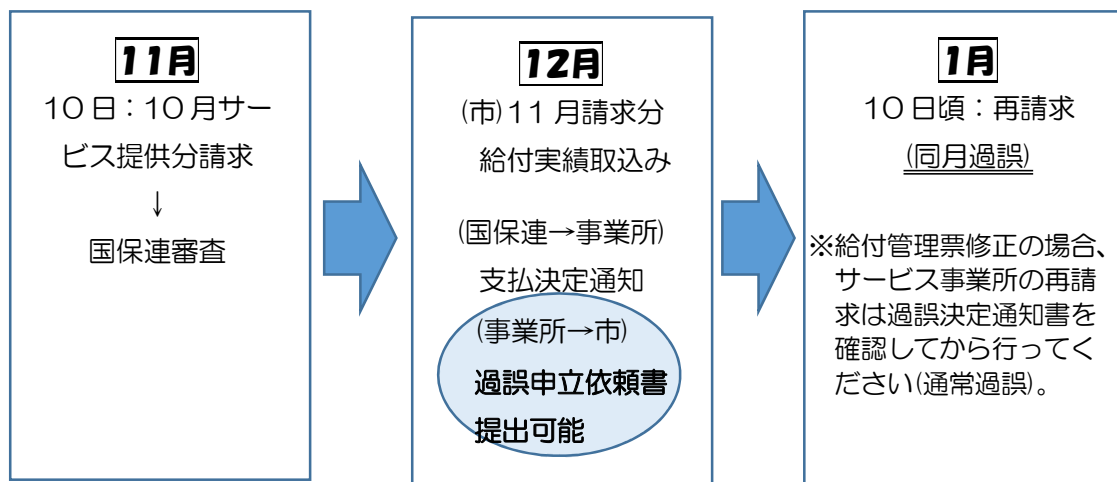 11月
10日：10月サー
ビス提供分請求
↓
国保連審査
12月
(市)11月請求分
給付実績取込み
(国保連→事業所)
支払決定通知
(事業所→市)
過誤申立依頼書
提出可能
1月
10日頃：再請求
(同月過誤)
※給付管理票修正の場合、
サービス事業所の再請
求は過誤決定通知書を
確認してから行ってく
ださい(通常過誤)。